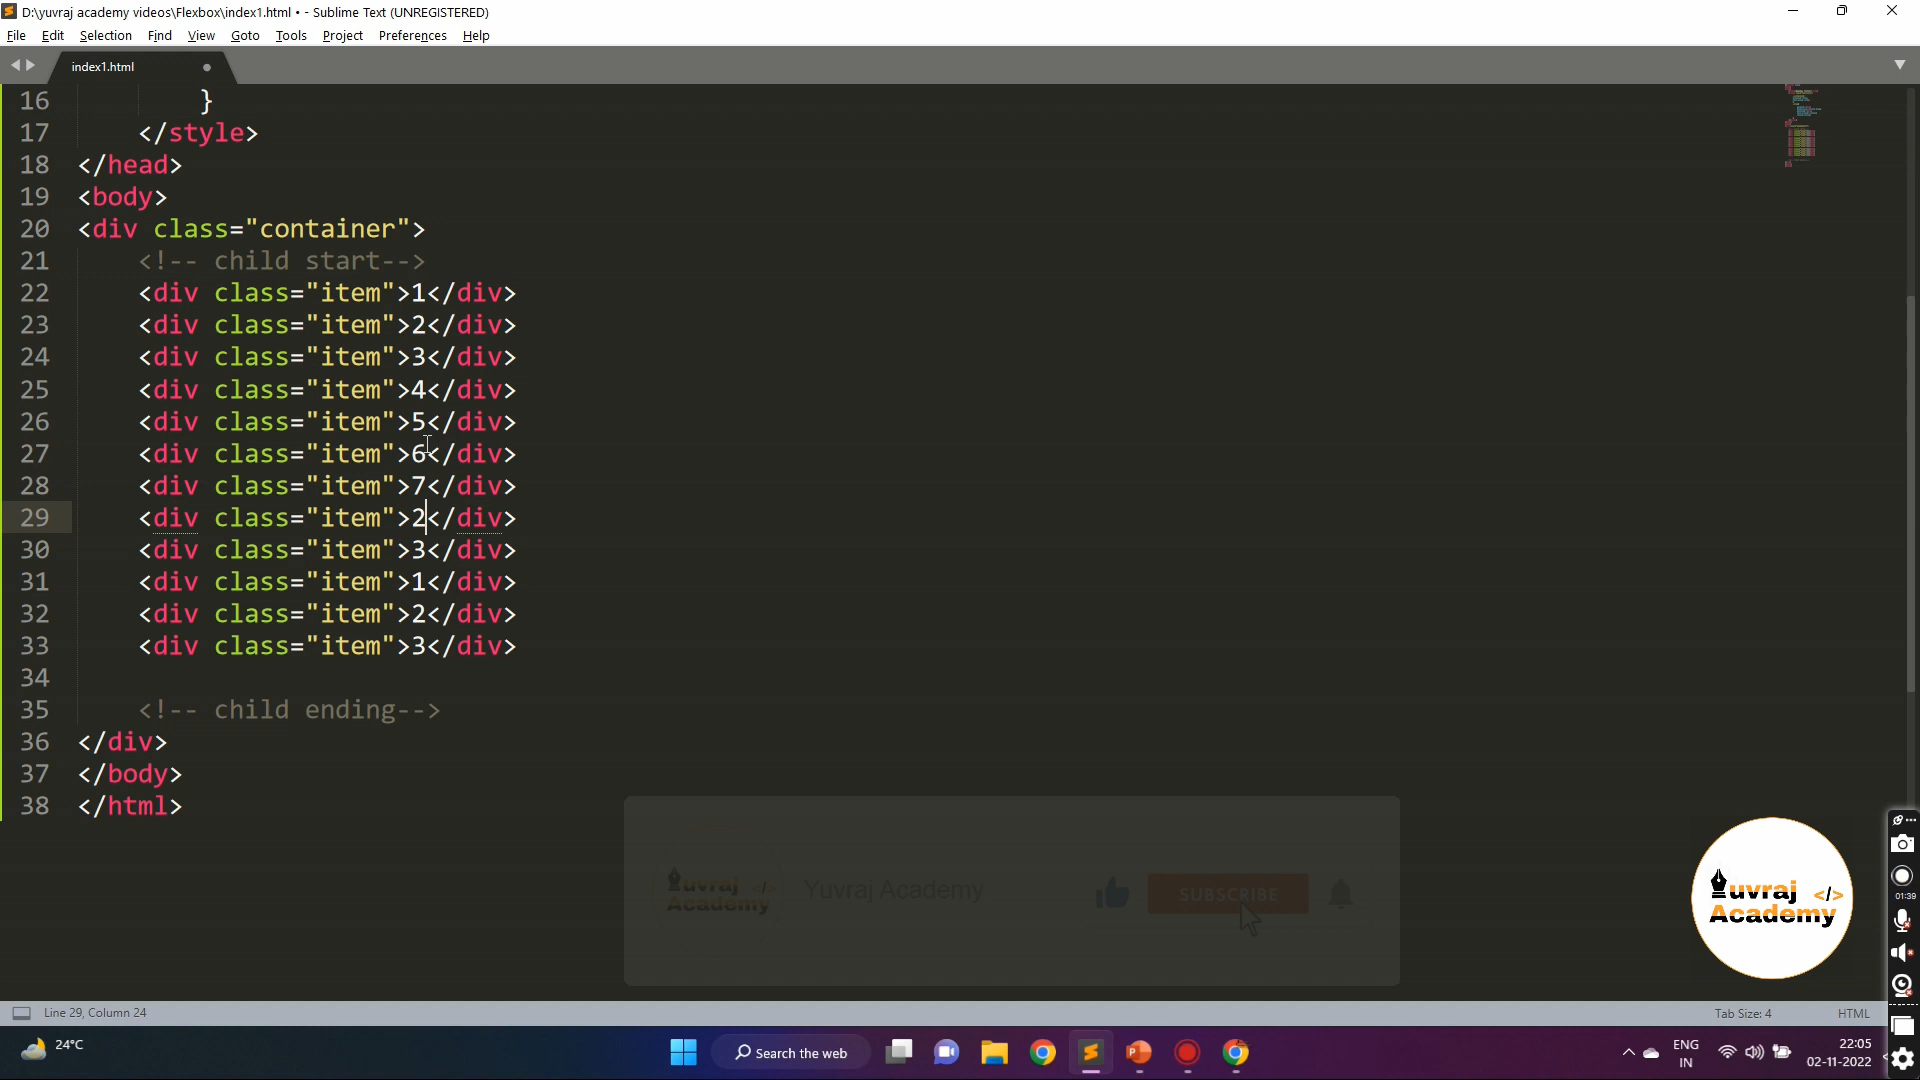 D:\yuvraj academy videos\Flexbox\index1.html • - Sublime Text (UNREGISTERED)
File Edit Selection Find View Goto Tools Project Preferences Help
index1.html
16 }
17 </style>
18 </head>
19 <body>
20 <div class="container">
21 <!-- child start-->
22 <div class="item">1</div>
23 <div class="item">2</div>
24 <div class="item">3</div>
25 <div class="item">4</div>
26 <div class="item">5</div>
27 <div class="item">6</div>
28 <div class="item">7</div>
29 <div class="item">2</div>
30 <div class="item">3</div>
31 <div class="item">1</div>
32 <div class="item">2</div>
33 <div class="item">3</div>
34
35 <!-- child ending-->
36 </div>
37 </body>
38 </html>
Yuvraj </>
Academy
Yuvraj Academy
SUBSCRIBE
Yuvraj </>
Academy
01:39
Line 29, Column 24
Tab Size: 4
HTML
24°C
Search the web
ENG
IN
22:05
02-11-2022